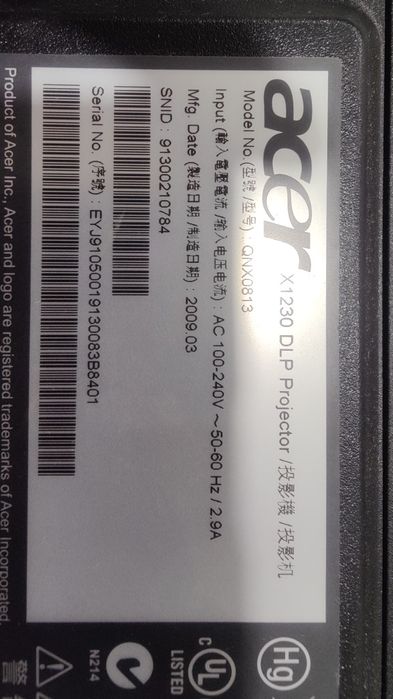 acer X1230 DLP Projector /投影機 /投影机
Model No.(型號 /型号) : QNX0813
Input (輸入電壓電流 /输入电压电流) : AC 100-240V ~ 50-60 Hz / 2.9A
Mfg. Date (製造日期 /制造日期) : 2009.03
SNID : 91300210784
Serial No. (序號) : EYJ91050019130083B8401
Product of Acer Inc., Acer and logo are registered trademarks of Acer Incorporated.
Hg
c UL
LISTED
N214
警